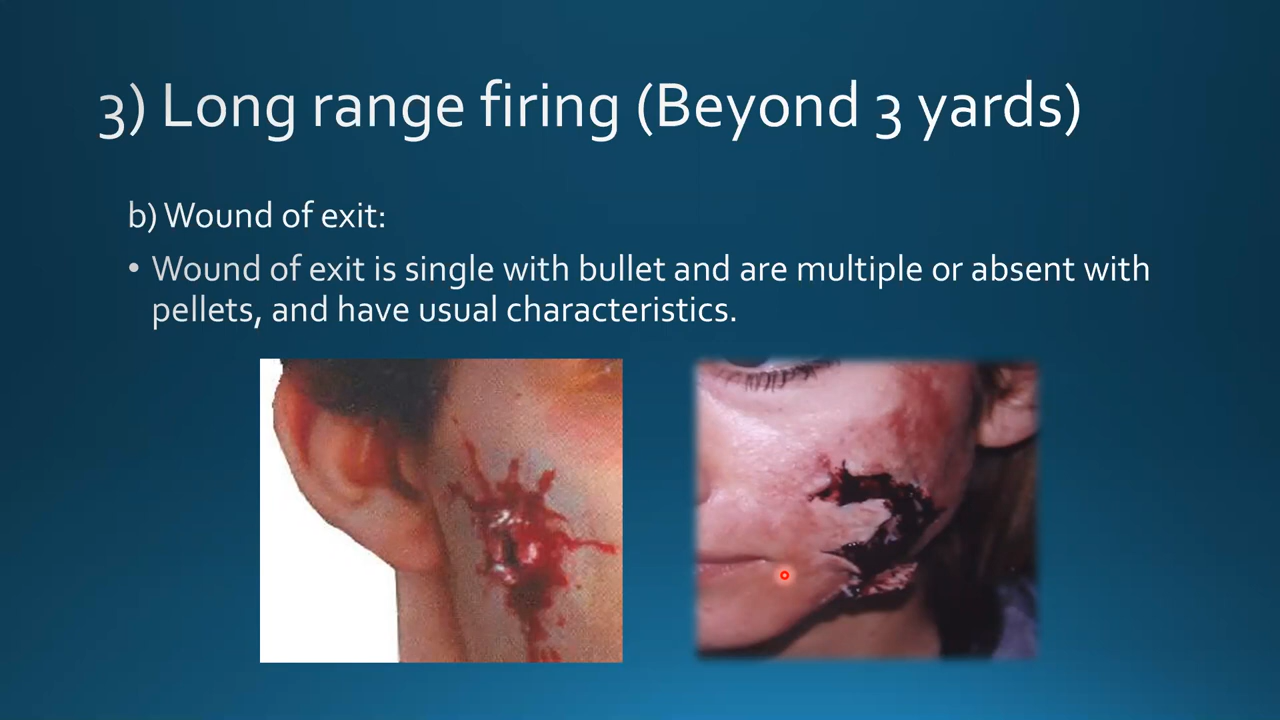 3) Long range firing (Beyond 3 yards)
b) Wound of exit:
• Wound of exit is single with bullet and are multiple or absent with
pellets, and have usual characteristics.